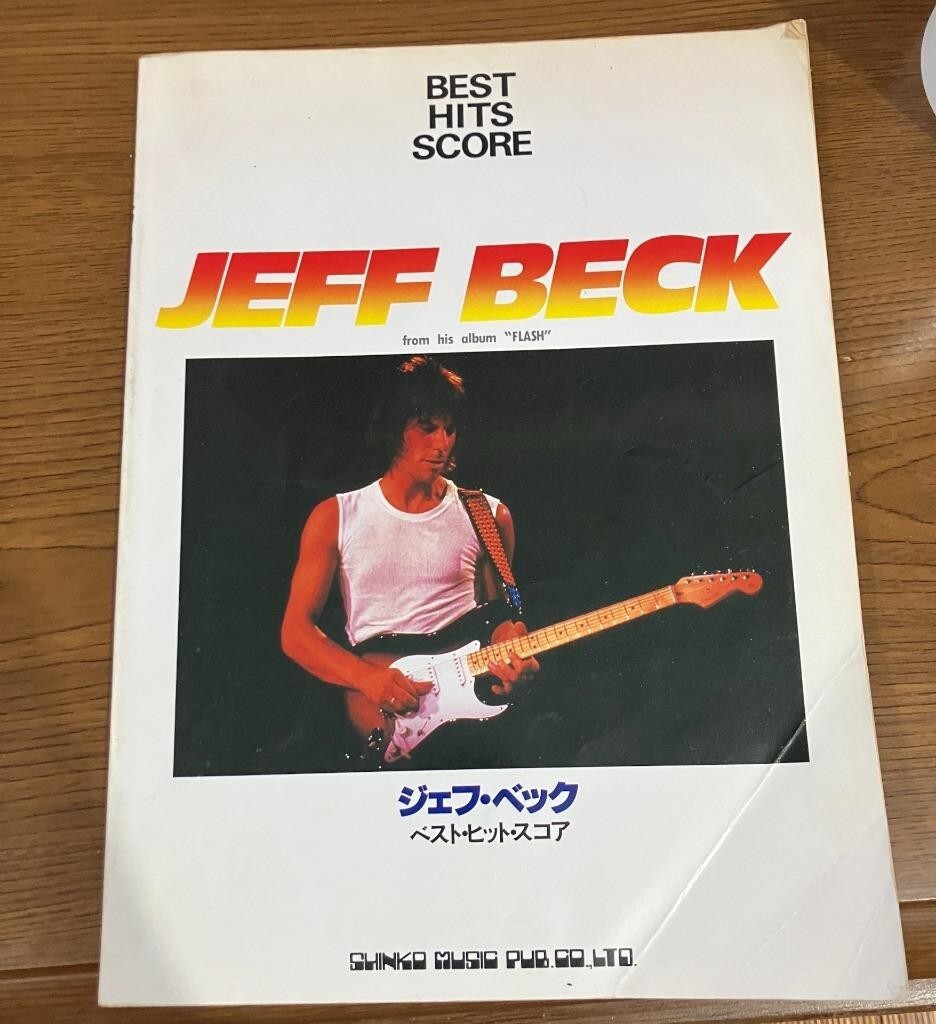 BEST
HITS
SCORE
JEFF BECK
from his album "FLASH"
ジェフ・ベック
ベスト・ヒット・スコア
SHINKO MUSIC PUB.CO.,LTD.